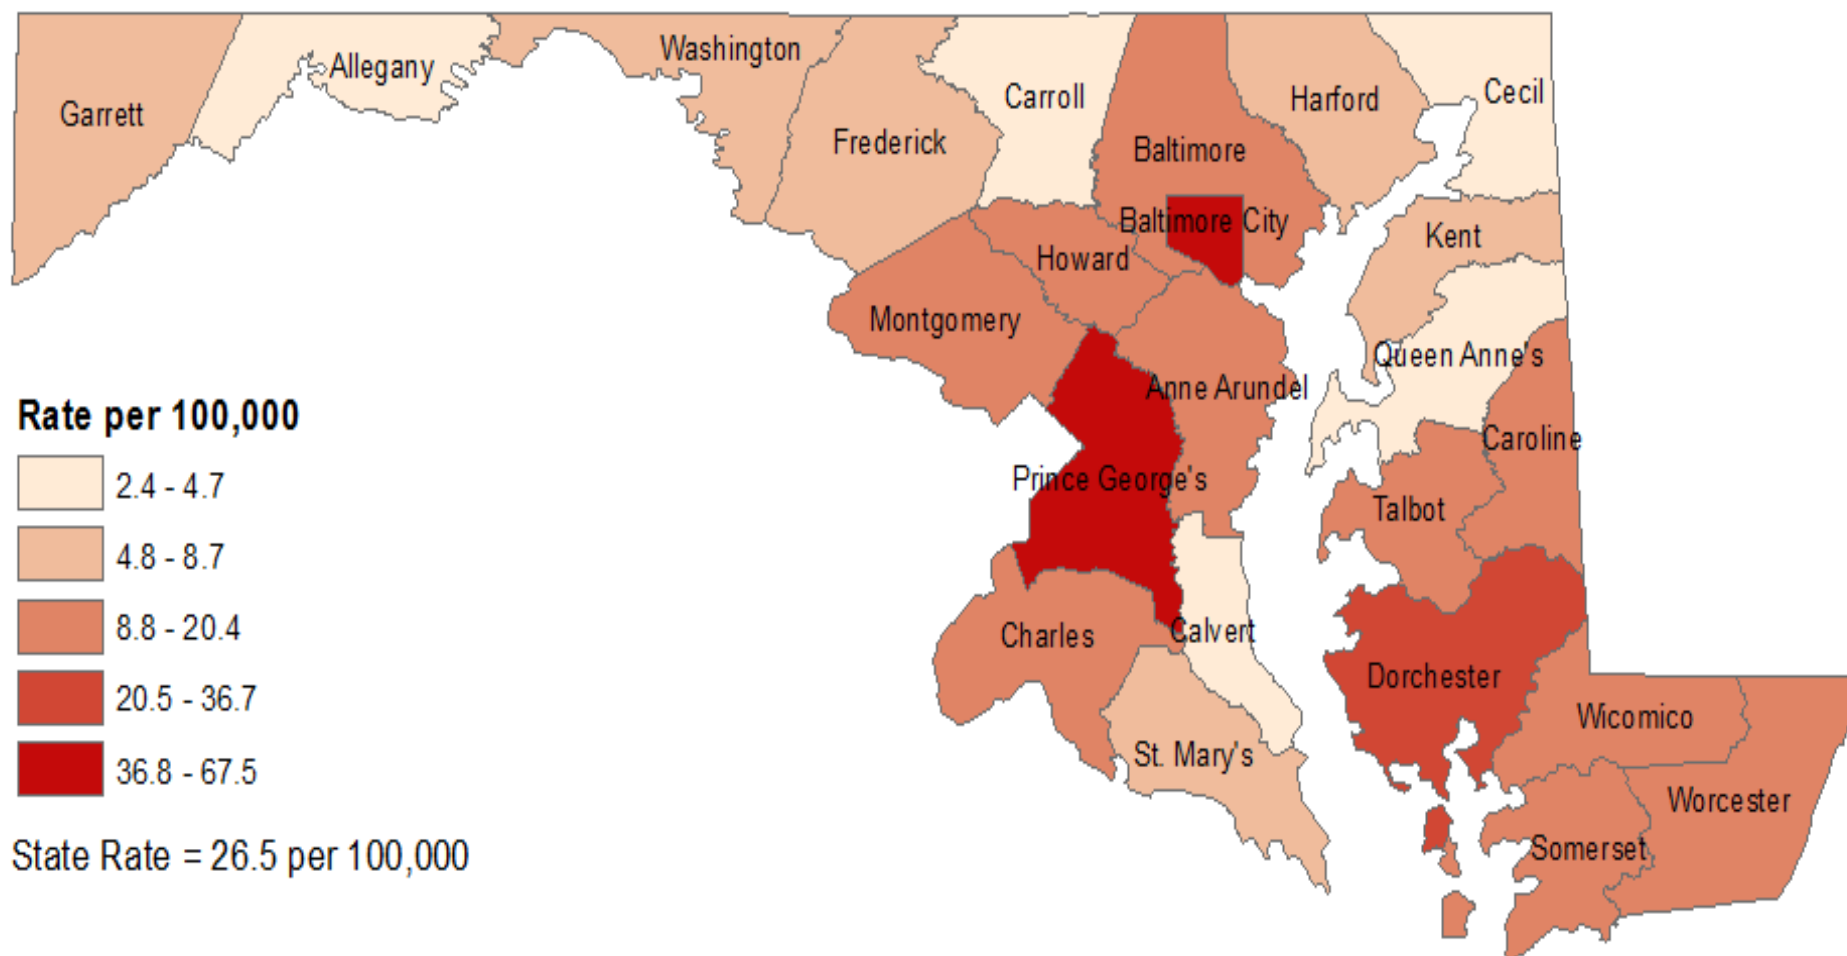 Washington
Allegany
Garrett
Frederick
Carroll
Harford
Cecil
Baltimore
Baltimore City
Howard
Kent
Montgomery
Queen Anne's
Anne Arundel
Caroline
Prince George's
Talbot
Charles
Calvert
Dorchester
Wicomico
St. Mary's
Worcester
Somerset
Rate per 100,000
2.4 - 4.7
4.8 - 8.7
8.8 - 20.4
20.5 - 36.7
36.8 - 67.5
State Rate = 26.5 per 100,000